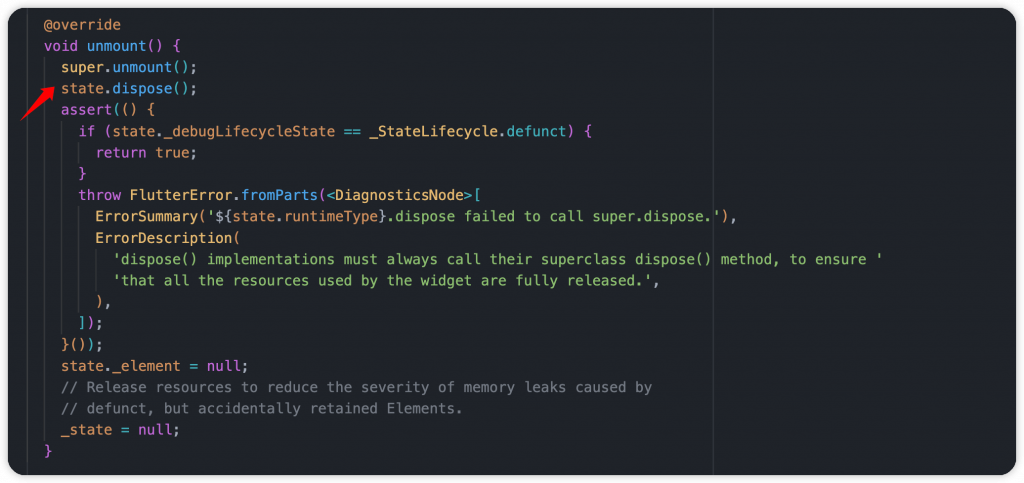 @override
void unmount() {
  super.unmount();
  state.dispose();
  assert(() {
    if (state._debugLifecycleState == _StateLifecycle.defunct) {
      return true;
    }
    throw FlutterError.fromParts(<DiagnosticsNode>[
      ErrorSummary('${state.runtimeType}.dispose failed to call super.dispose.'),
      ErrorDescription(
        'dispose() implementations must always call their superclass dispose() method, to ensure '
        'that all the resources used by the widget are fully released.',
      ),
    ]);
  }());
  state._element = null;
  // Release resources to reduce the severity of memory leaks caused by
  // defunct, but accidentally retained Elements.
  _state = null;
}